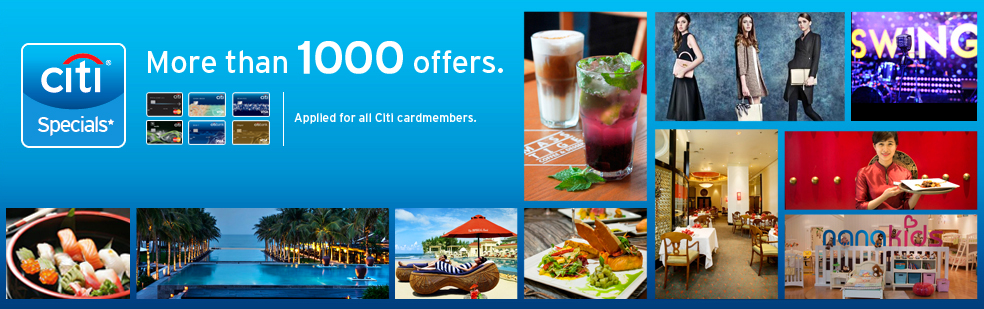 citi®
Specials*
More than 1000 offers.
Applied for all Citi cardmembers.
SWING
nanakids